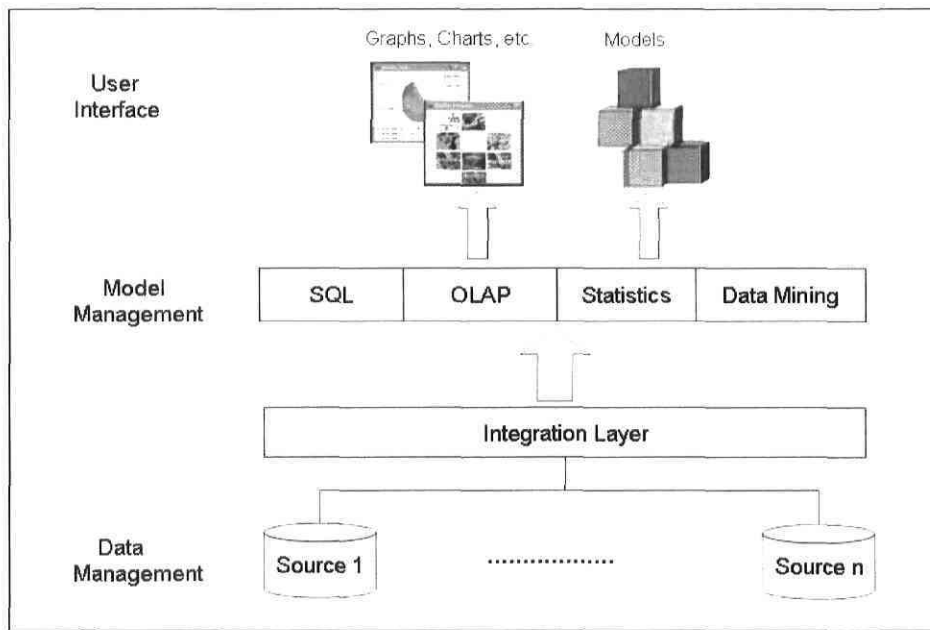 Graphs, Charts, etc
Models
User
Interface
Model
Management
SQL
OLAP
Statistics
Data Mining
Integration Layer
Data
Management
Source 1
..................
Source n